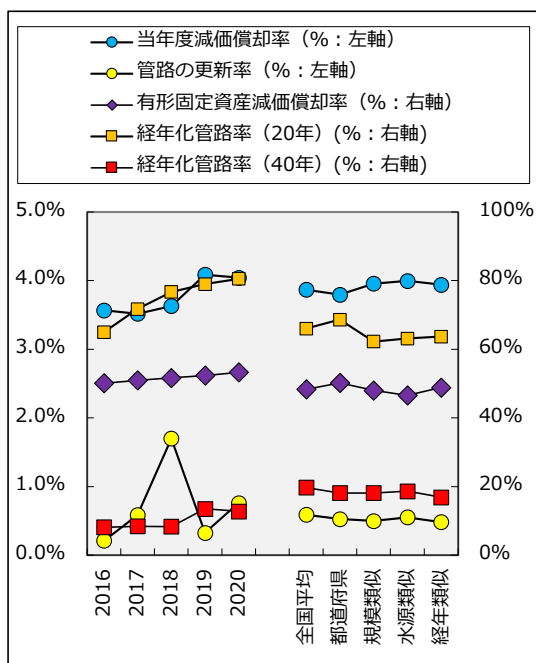 当年度減価償却率（%：左軸）
管路の更新率（%：左軸）
有形固定資産減価償却率（%：右軸）
経年化管路率（20年）(%：右軸)
経年化管路率（40年）(%：右軸)
5.0%
100%
4.0%
80%
3.0%
60%
2.0%
40%
1.0%
20%
0.0%
0%
2016
2017
2018
2019
2020
全国平均
都道府県
規模類似
水源類似
経年類似